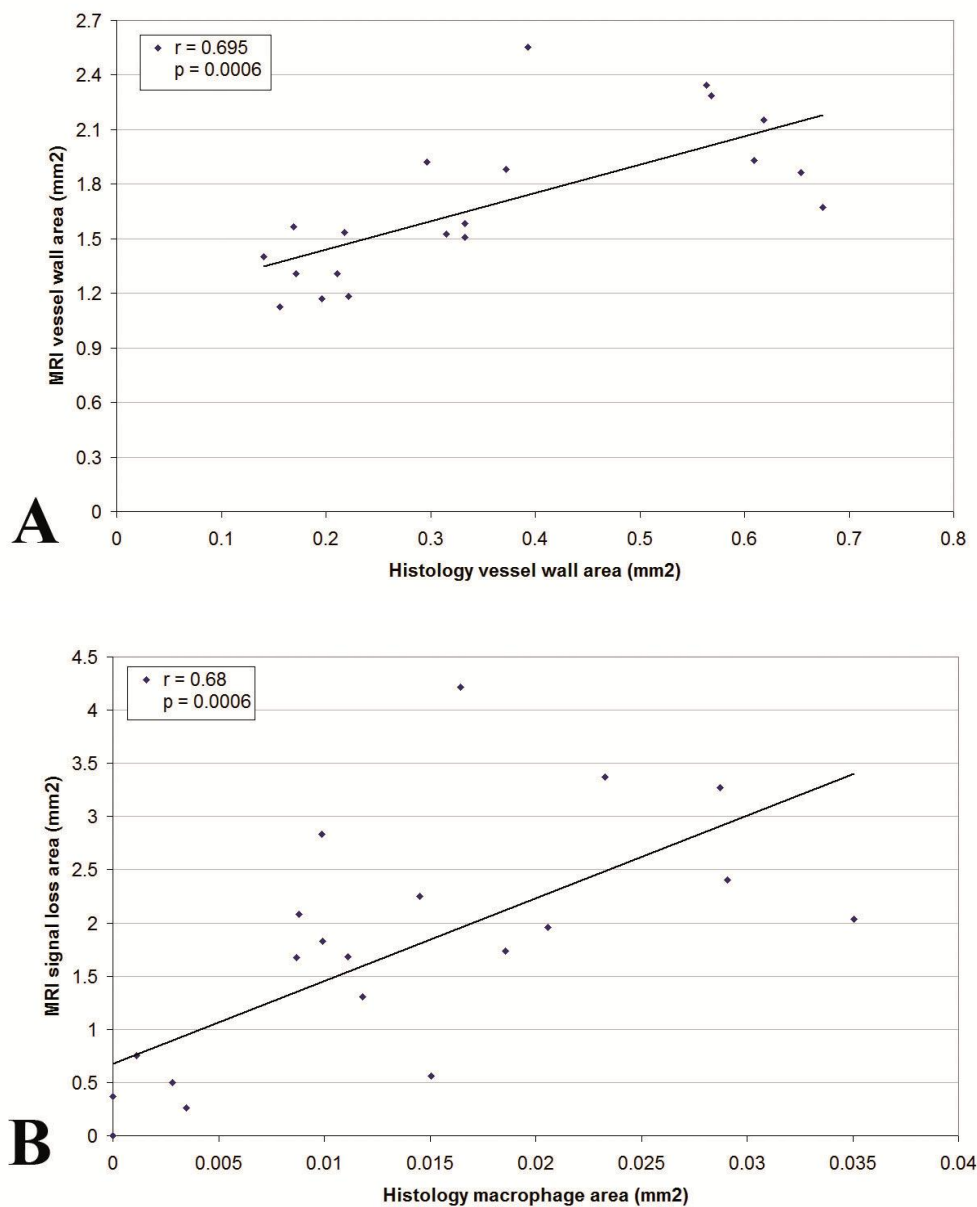 2.7
r = 0.695
p = 0.0006
2.4
2.1
1.8
1.5
1.2
0.9
0.6
0.3
0
MRI vessel wall area (mm2)
A
0 0.1 0.2 0.3 0.4 0.5 0.6 0.7 0.8
Histology vessel wall area (mm2)
4.5
r = 0.68
p = 0.0006
4
3.5
3
2.5
2
1.5
1
0.5
0
MRI signal loss area (mm2)
B
0 0.005 0.01 0.015 0.02 0.025 0.03 0.035 0.04
Histology macrophage area (mm2)